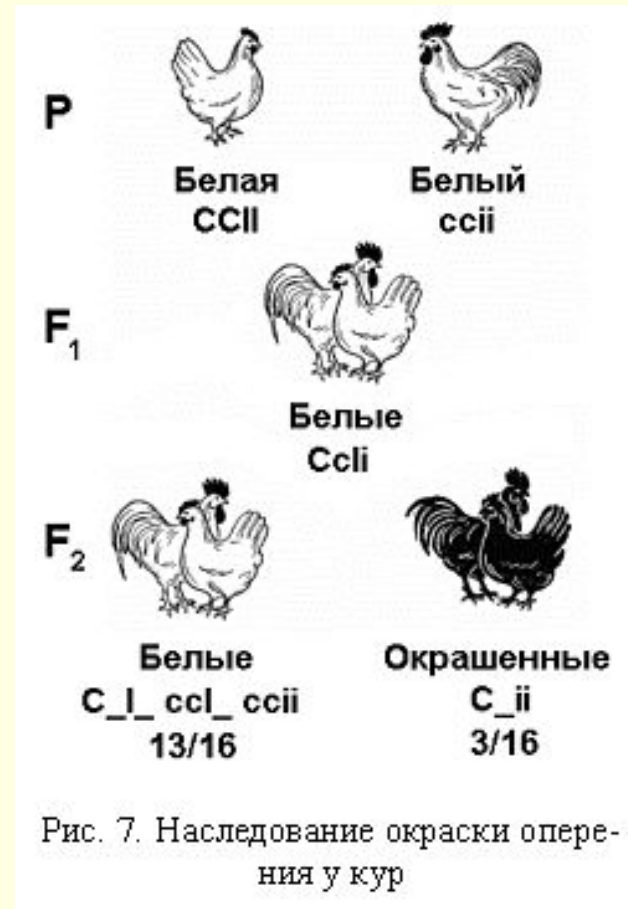 P
Белая Белый
CCII ccii
F1
Белые
CcIi
F2
Белые Окрашенные
C_I_ ccI_ ccii C_ii
13/16 3/16
Рис. 7. Наследование окраски опере-
ния у кур